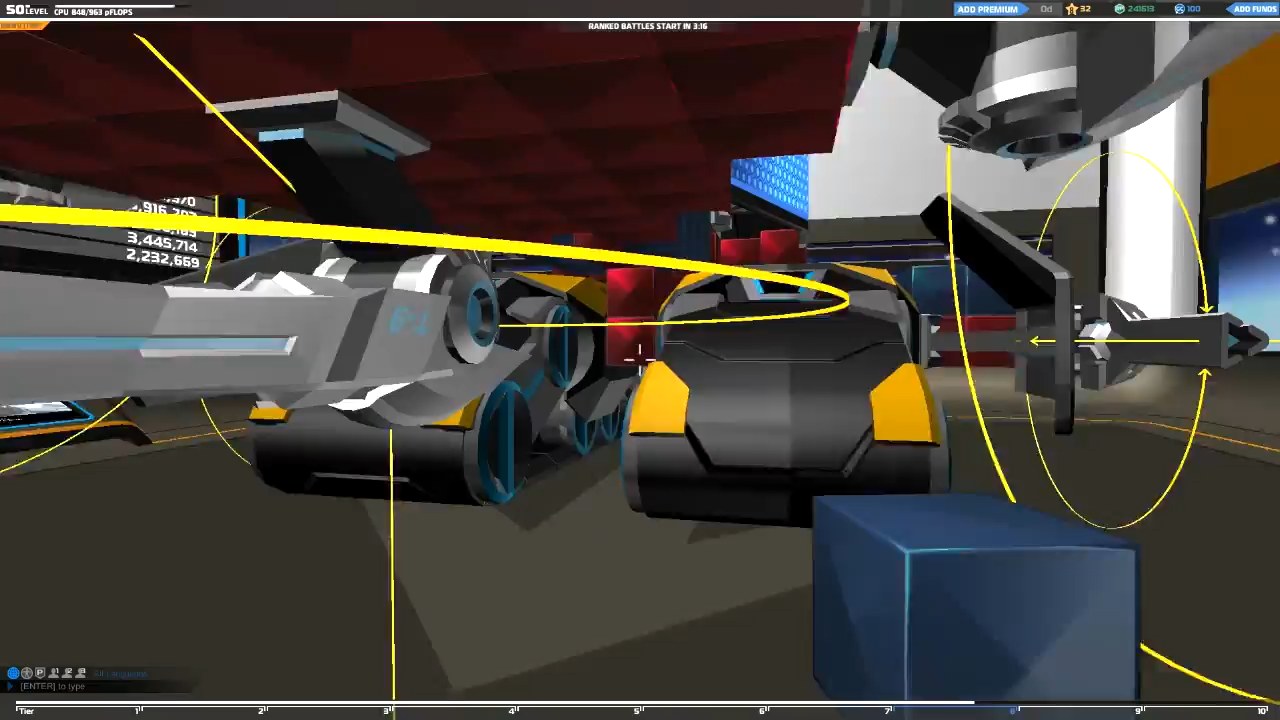 50 LEVEL CPU 848/963 pFLOPS
ADD PREMIUM 0d 32 241613 100 ADD FUNDS
RANKED BATTLES START IN 3:16
3,445,714
2,232,669
[ENTER] to type
Tier 1 2 3 4 5 6 7 8 9 10